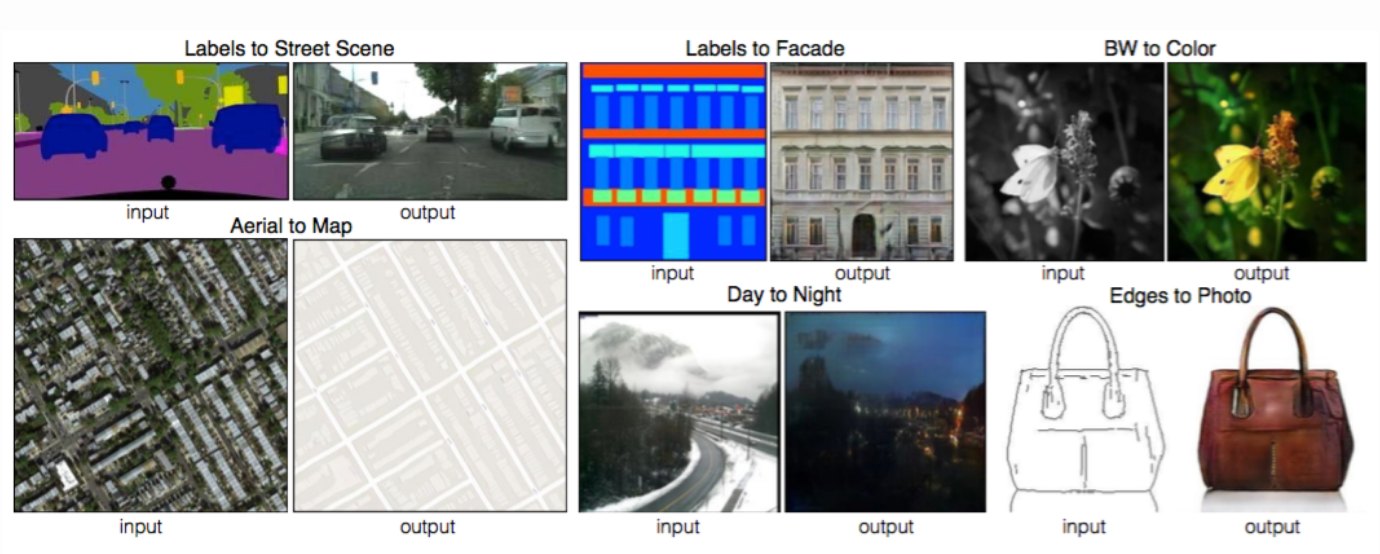 Labels to Street Scene
input
output
Aerial to Map
input
output
Labels to Facade
input
output
BW to Color
input
output
Day to Night
input
output
Edges to Photo
input
output